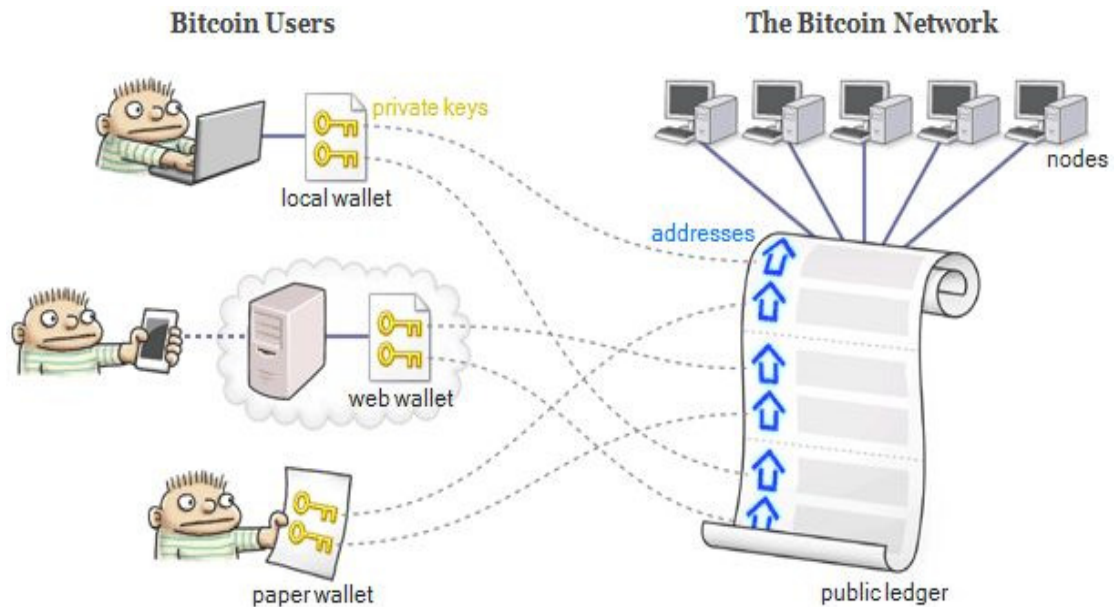 Bitcoin Users
The Bitcoin Network
private keys
local wallet
nodes
addresses
web wallet
paper wallet
public ledger